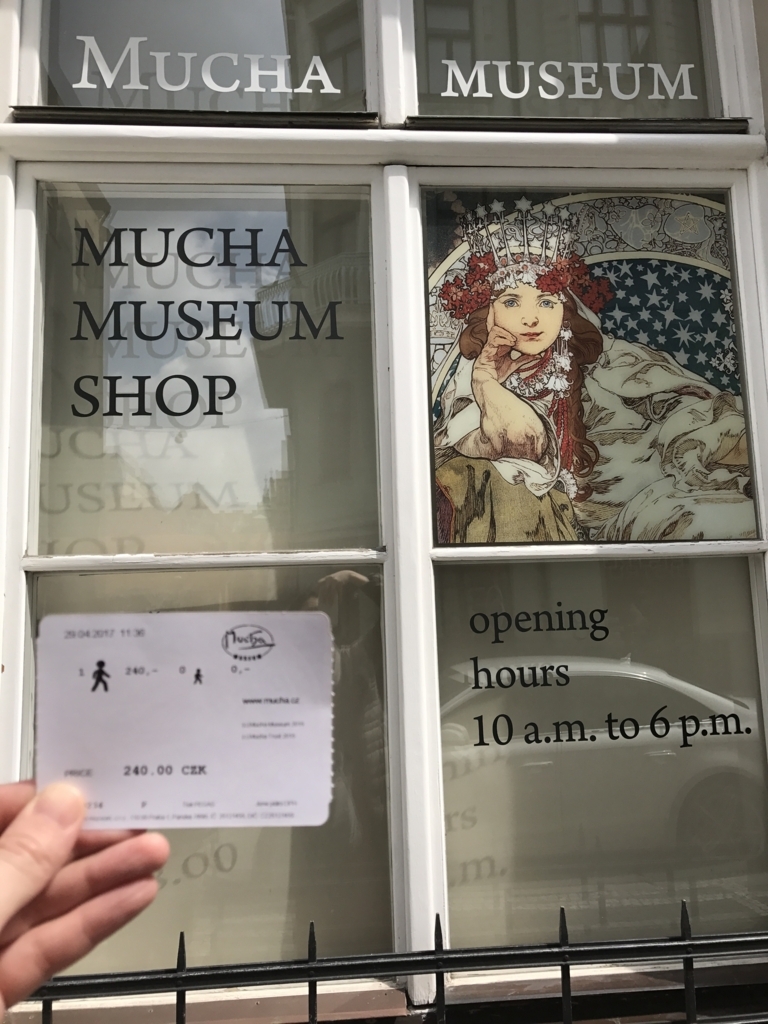 MUCHA MUSEUM
MUCHA
MUSEUM
SHOP
opening
hours
10 a.m. to 6 p.m.
29.04.2017 11:36
Mucha
MUSEUM
1 240,- 0 0,-
www.mucha.cz
PRICE 240.00 CZK